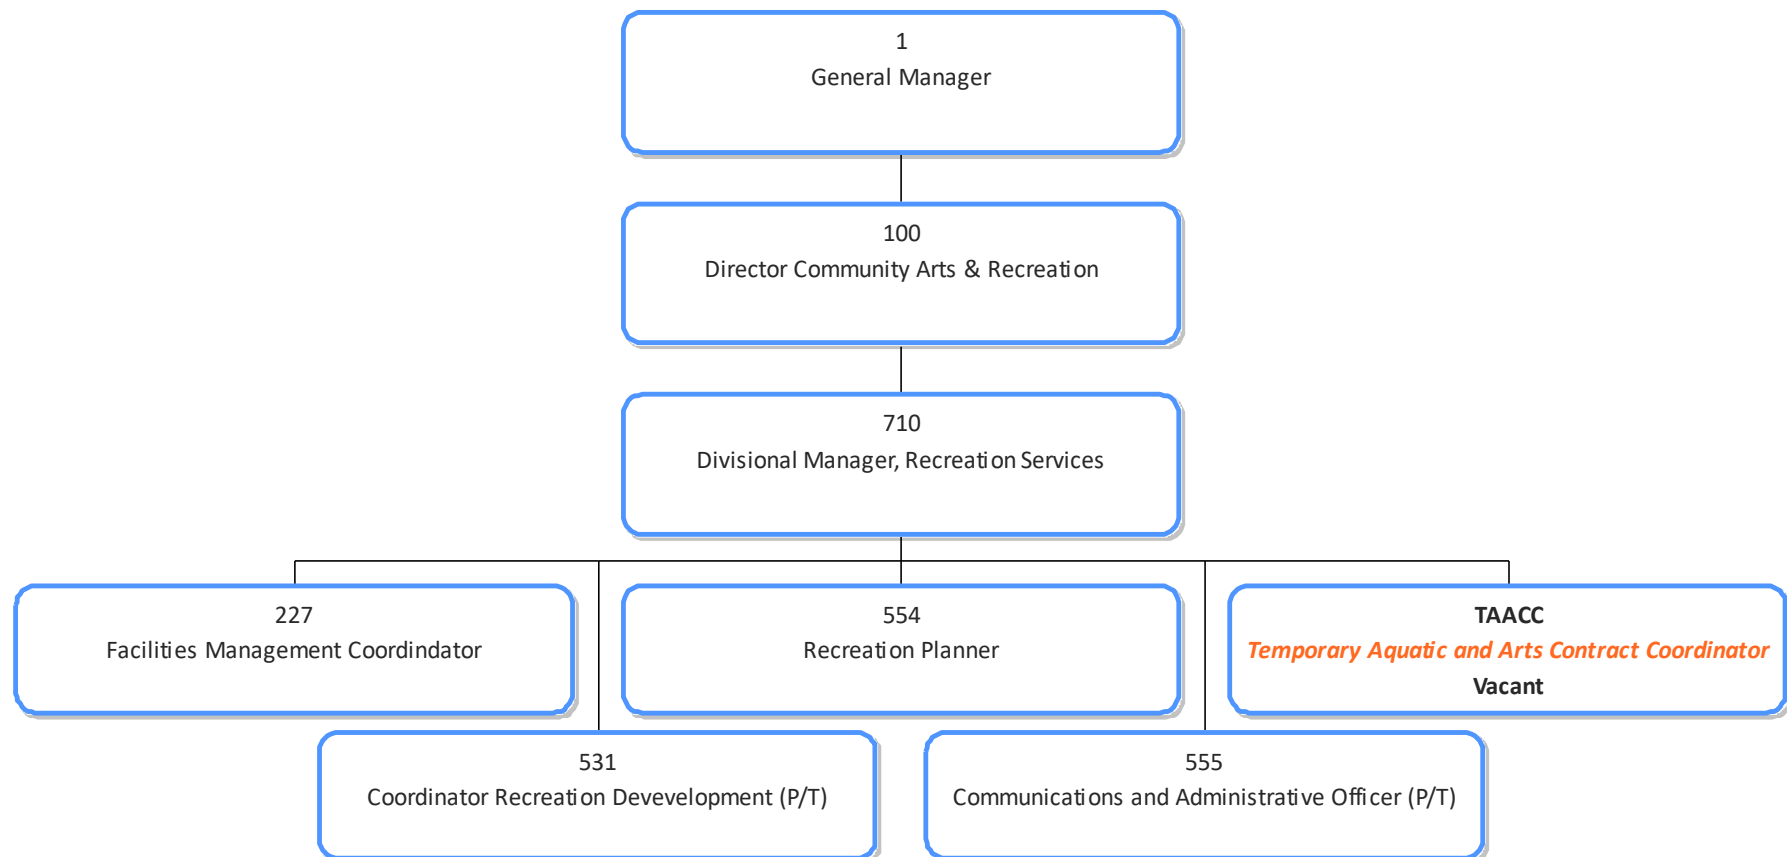 1
General Manager
100
Director Community Arts & Recreation
710
Divisional Manager, Recreation Services
227
Facilities Management Coordindator
554
Recreation Planner
TAACC
Temporary Aquatic and Arts Contract Coordinator
Vacant
531
Coordinator Recreation Devevelopment (P/T)
555
Communications and Administrative Officer (P/T)